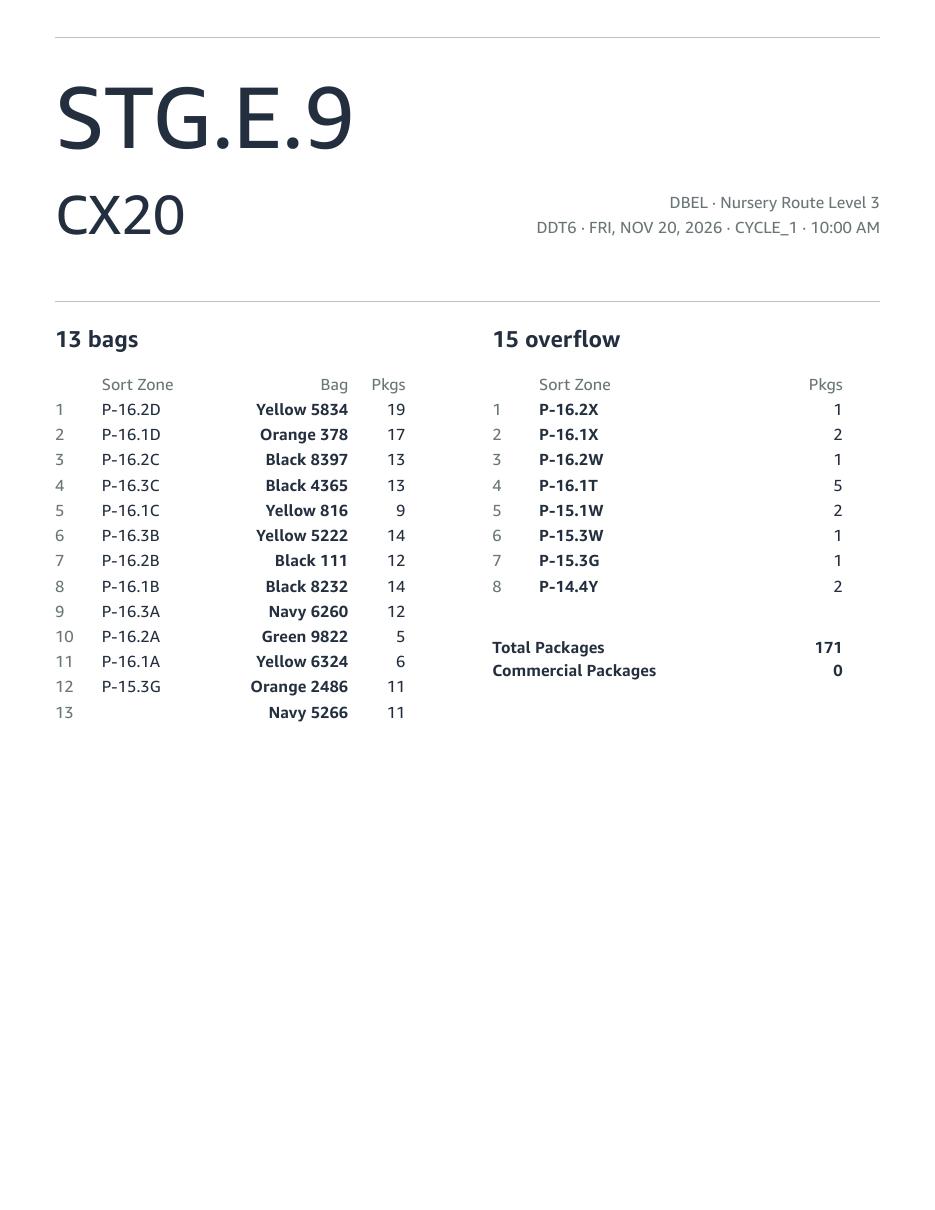 STG.E.9
CX20
DBEL · Nursery Route Level 3
DDT6 · FRI, NOV 20, 2026 · CYCLE_1 · 10:00 AM
13 bags
Sort Zone Bag Pkgs
1 P-16.2D Yellow 5834 19
2 P-16.1D Orange 378 17
3 P-16.2C Black 8397 13
4 P-16.3C Black 4365 13
5 P-16.1C Yellow 816 9
6 P-16.3B Yellow 5222 14
7 P-16.2B Black 111 12
8 P-16.1B Black 8232 14
9 P-16.3A Navy 6260 12
10 P-16.2A Green 9822 5
11 P-16.1A Yellow 6324 6
12 P-15.3G Orange 2486 11
13 Navy 5266 11
15 overflow
Sort Zone Pkgs
1 P-16.2X 1
2 P-16.1X 2
3 P-16.2W 1
4 P-16.1T 5
5 P-15.1W 2
6 P-15.3W 1
7 P-15.3G 1
8 P-14.4Y 2
Total Packages 171
Commercial Packages 0